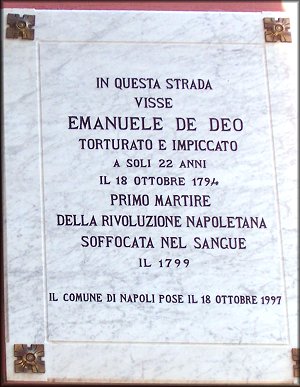 IN QUESTA STRADA
VISSE
EMANUELE DE DEO
TORTURATO E IMPICCATO
A SOLI 22 ANNI
IL 18 OTTOBRE 1794
PRIMO MARTIRE
DELLA RIVOLUZIONE NAPOLETANA
SOFFOCATA NEL SANGUE
IL 1799
IL COMUNE DI NAPOLI POSE IL 18 OTTOBRE 1997